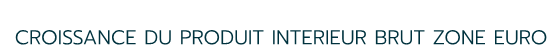 CROISSANCE DU PRODUIT INTERIEUR BRUT ZONE EURO